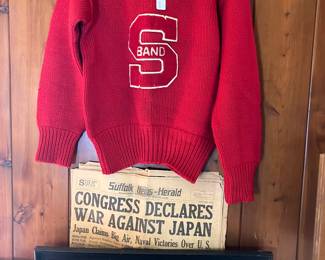 S
BAND
Suffolk News-Herald
CONGRESS DECLARES
WAR AGAINST JAPAN
Japan Claims Big Air, Naval Victories Over U. S.